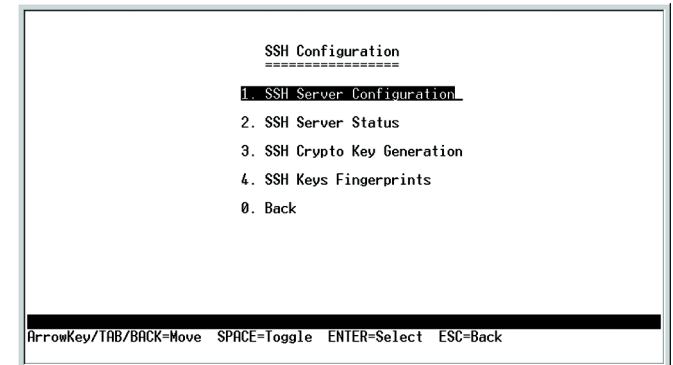 SSH Configuration
=================
1. SSH Server Configuration
2. SSH Server Status
3. SSH Crypto Key Generation
4. SSH Keys Fingerprints
0. Back
ArrowKey/TAB/BACK=Move  SPACE=Toggle  ENTER=Select  ESC=Back